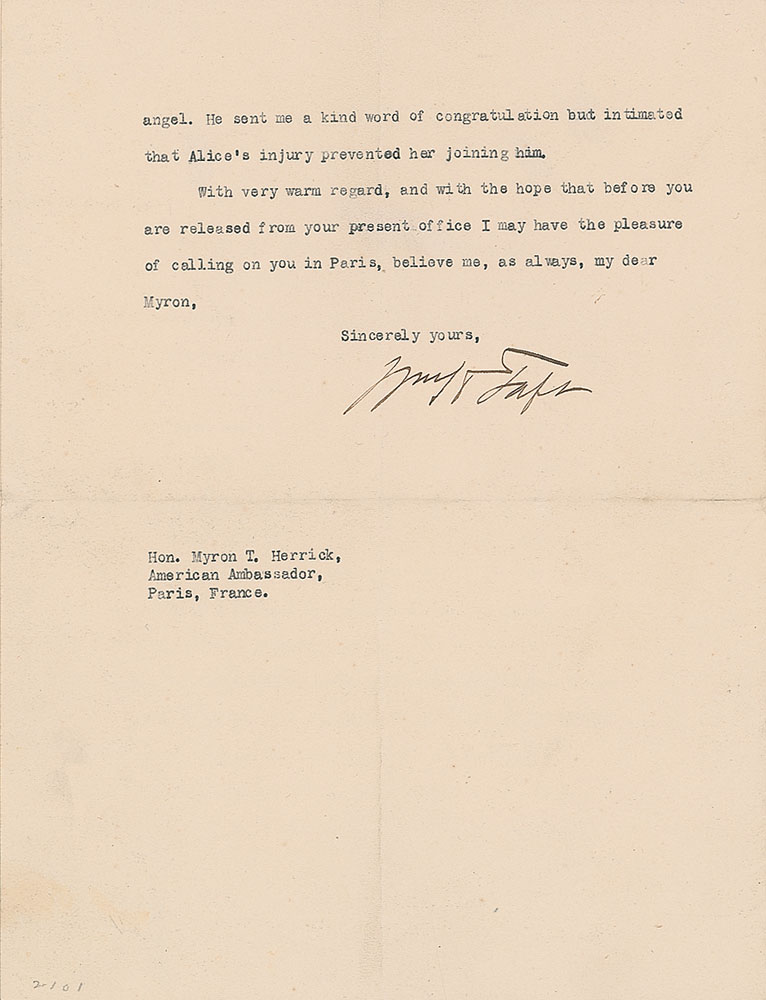 angel. He sent me a kind word of congratulation but intimated
that Alice's injury prevented her joining him.
With very warm regard, and with the hope that before you
are released from your present office I may have the pleasure
of calling on you in Paris, believe me, as always, my dear
Myron,
Sincerely yours,
Wm H Taft
Hon. Myron T. Herrick,
American Ambassador,
Paris, France.
2101